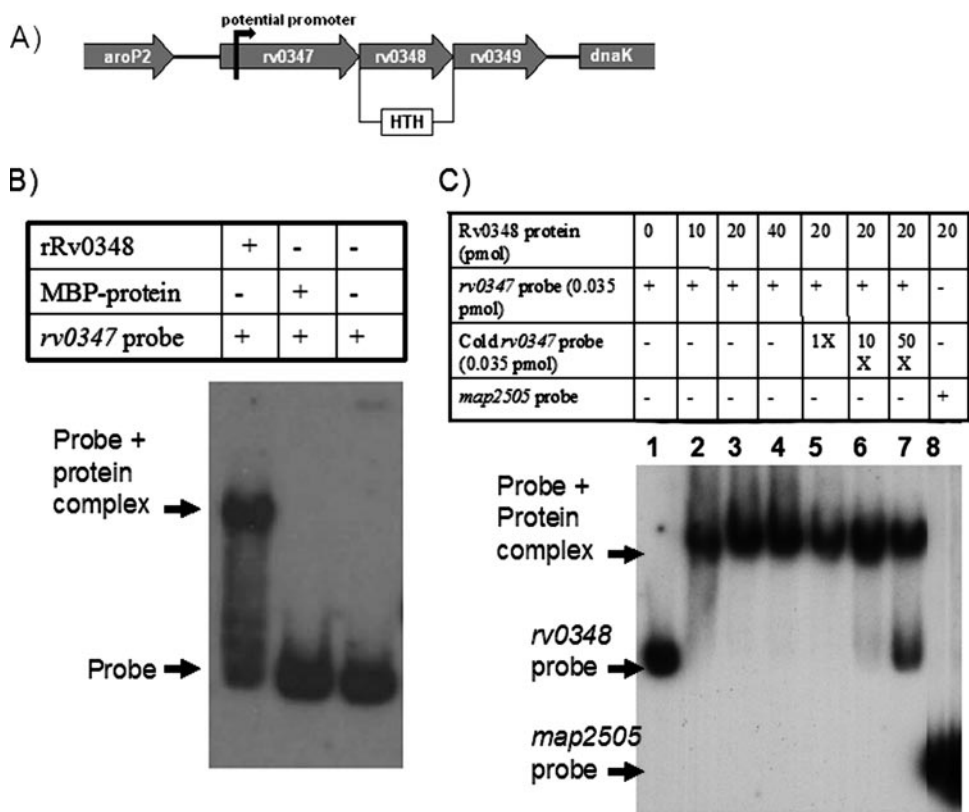 A)
potential promoter
aroP2 rv0347 rv0348 rv0349 dnaK
HTH
B)
rRv0348 + - -
MBP-protein - + -
rv0347 probe + + +
Probe +
protein
complex
Probe
C)
Rv0348 protein
(pmol) 0 10 20 40 20 20 20 20
rv0347 probe (0.035
pmol) + + + + + + + -
Cold rv0347 probe
(0.035 pmol) - - - - 1X 10
X 50
X -
map2505 probe - - - - - - - +
1 2 3 4 5 6 7 8
Probe +
Protein
complex
rv0348
probe
map2505
probe